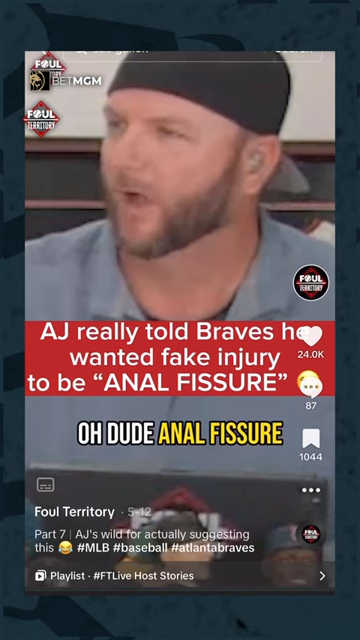 FOUL
BETMGM
FOUL
TERRITORY
FOUL
TERRITORY
AJ really told Braves he
wanted fake injury
to be “ANAL FISSURE”
24.0K
87
OH DUDE ANAL FISSURE
1044
Foul Territory · 5-12
Part 7 | AJ's wild for actually suggesting
this 😂 #MLB #baseball #atlantabraves
Playlist · #FTLive Host Stories